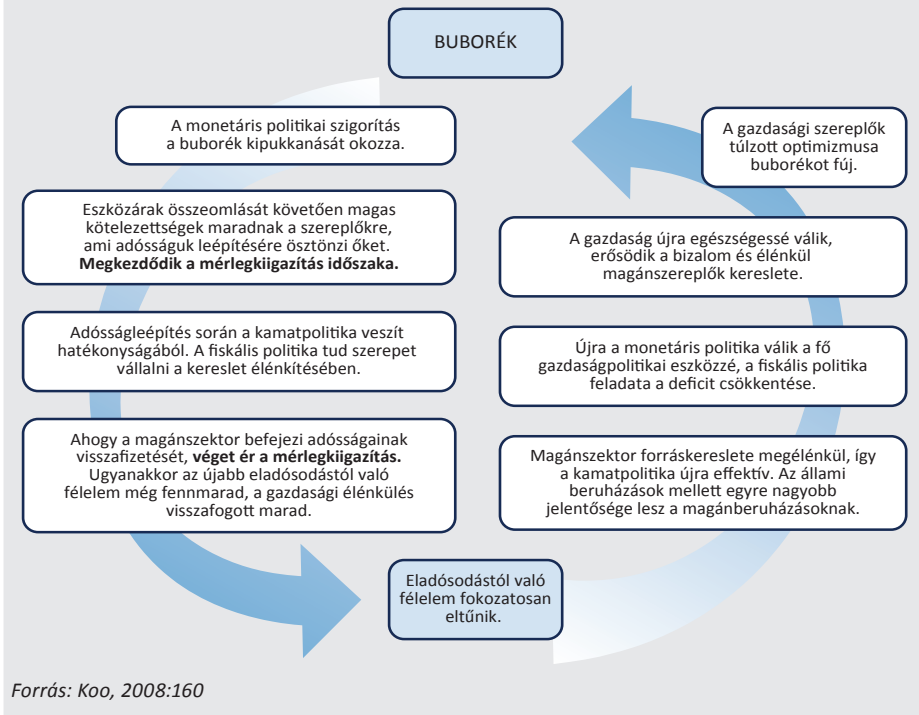 BUBORÉK
A monetáris politikai szigorítás
a buborék kipukkanását okozza.
Eszközárak összeomlását követően magas
kötelezettségek maradnak a szereplőkre,
ami adósságuk leépítésére ösztönzi őket.
Megkezdődik a mérlegkiigazítás időszaka.
Adósságleépítés során a kamatpolitika veszít
hatékonyságából. A fiskális politika tud szerepet
vállalni a kereslet élénkítésében.
Ahogy a magánszektor befejezi adósságainak
visszafizetését, véget ér a mérlegkiigazítás.
Ugyanakkor az újabb eladósodástól való
félelem még fennmarad, a gazdasági élénkülés
visszafogott marad.
Eladósodástól való
félelem fokozatosan
eltűnik.
Magánszektor forráskereslete megélénkül, így
a kamatpolitika újra effektív. Az állami
beruházások mellett egyre nagyobb
jelentősége lesz a magánberuházásoknak.
Újra a monetáris politika válik a fő
gazdaságpolitikai eszközzé, a fiskális politika
feladata a deficit csökkentése.
A gazdaság újra egészségessé válik,
erősödik a bizalom és élénkül
magánszereplők kereslete.
A gazdasági szereplők
túlzott optimizmusa
buborékot fúj.
Forrás: Koo, 2008:160